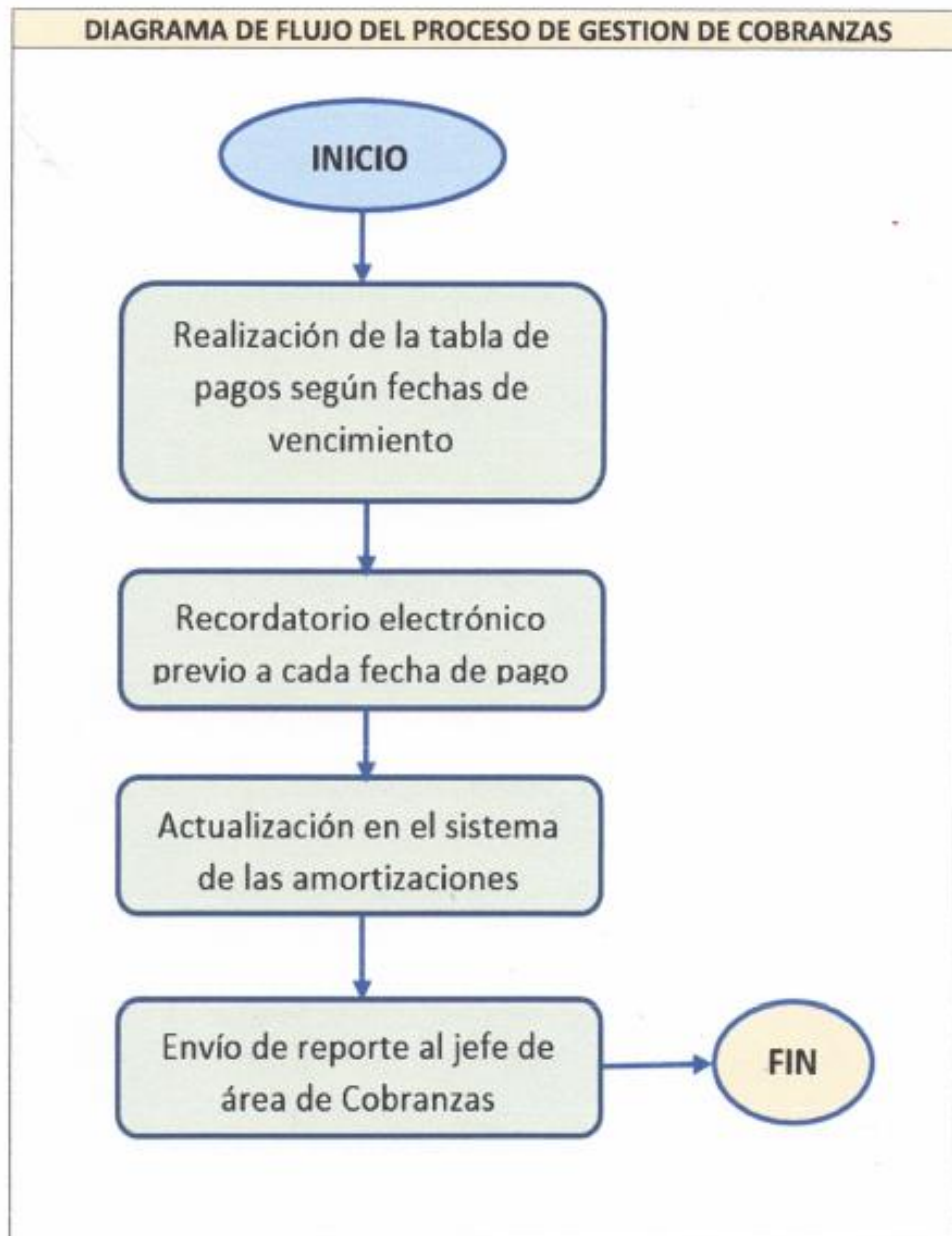 DIAGRAMA DE FLUJO DEL PROCESO DE GESTION DE COBRANZAS
INICIO
Realización de la tabla de
pagos según fechas de
vencimiento
Recordatorio electrónico
previo a cada fecha de pago
Actualización en el sistema
de las amortizaciones
Envío de reporte al jefe de
área de Cobranzas
FIN